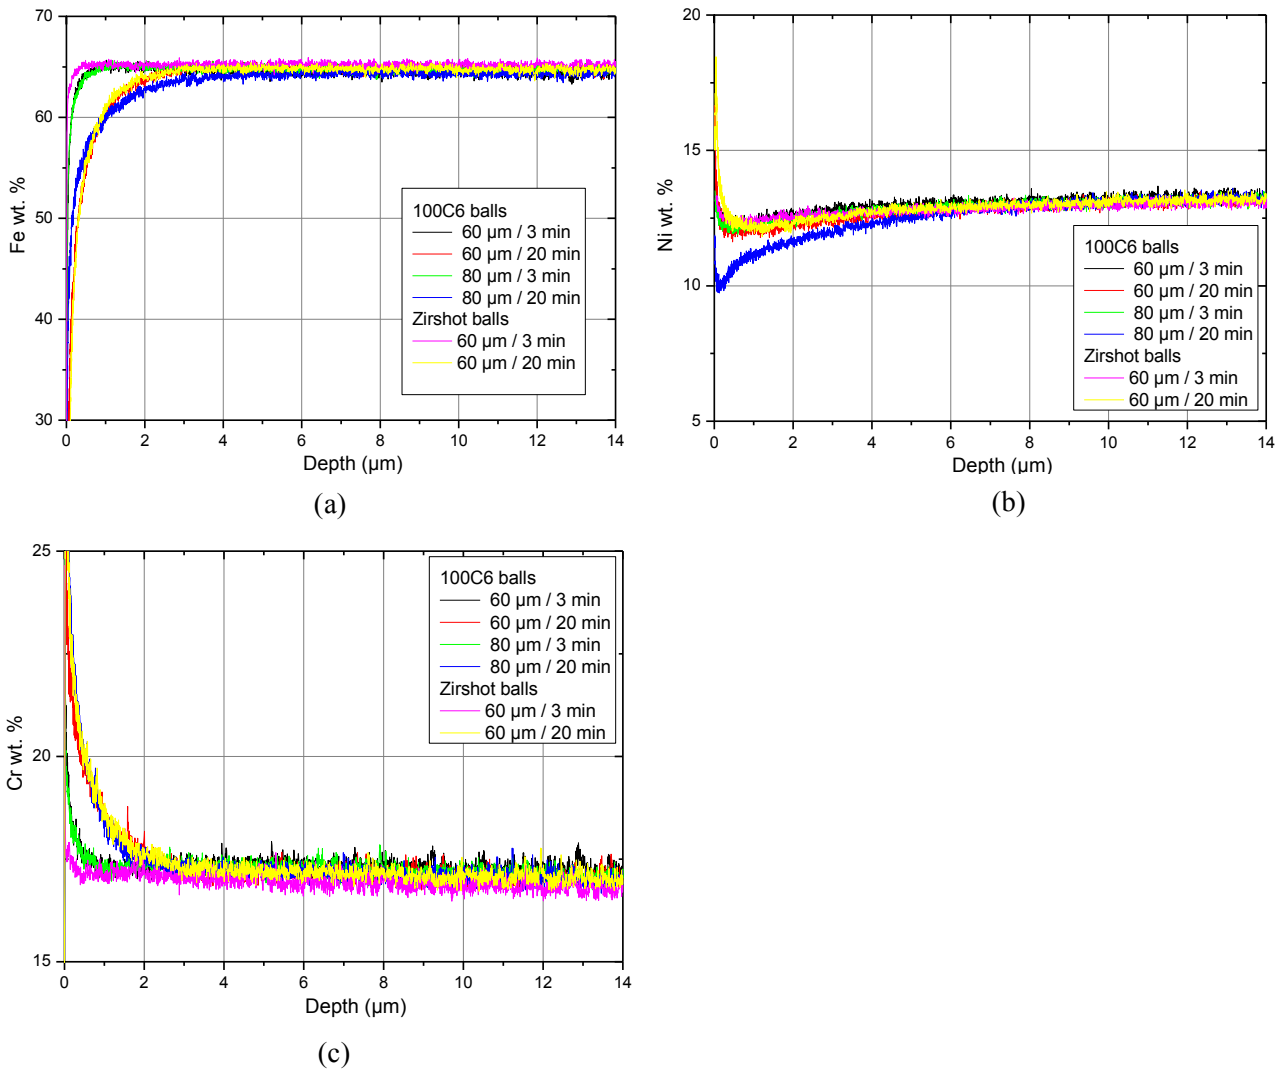 70
60
50
40
30
Fe wt. %
100C6 balls
60 µm / 3 min
60 µm / 20 min
80 µm / 3 min
80 µm / 20 min
Zirshot balls
60 µm / 3 min
60 µm / 20 min
0 2 4 6 8 10 12 14
Depth (µm)
(a)
20
15
10
5
Ni wt. %
100C6 balls
60 µm / 3 min
60 µm / 20 min
80 µm / 3 min
80 µm / 20 min
Zirshot balls
60 µm / 3 min
60 µm / 20 min
0 2 4 6 8 10 12 14
Depth (µm)
(b)
25
20
15
Cr wt. %
100C6 balls
60 µm / 3 min
60 µm / 20 min
80 µm / 3 min
80 µm / 20 min
Zirshot balls
60 µm / 3 min
60 µm / 20 min
0 2 4 6 8 10 12 14
Depth (µm)
(c)